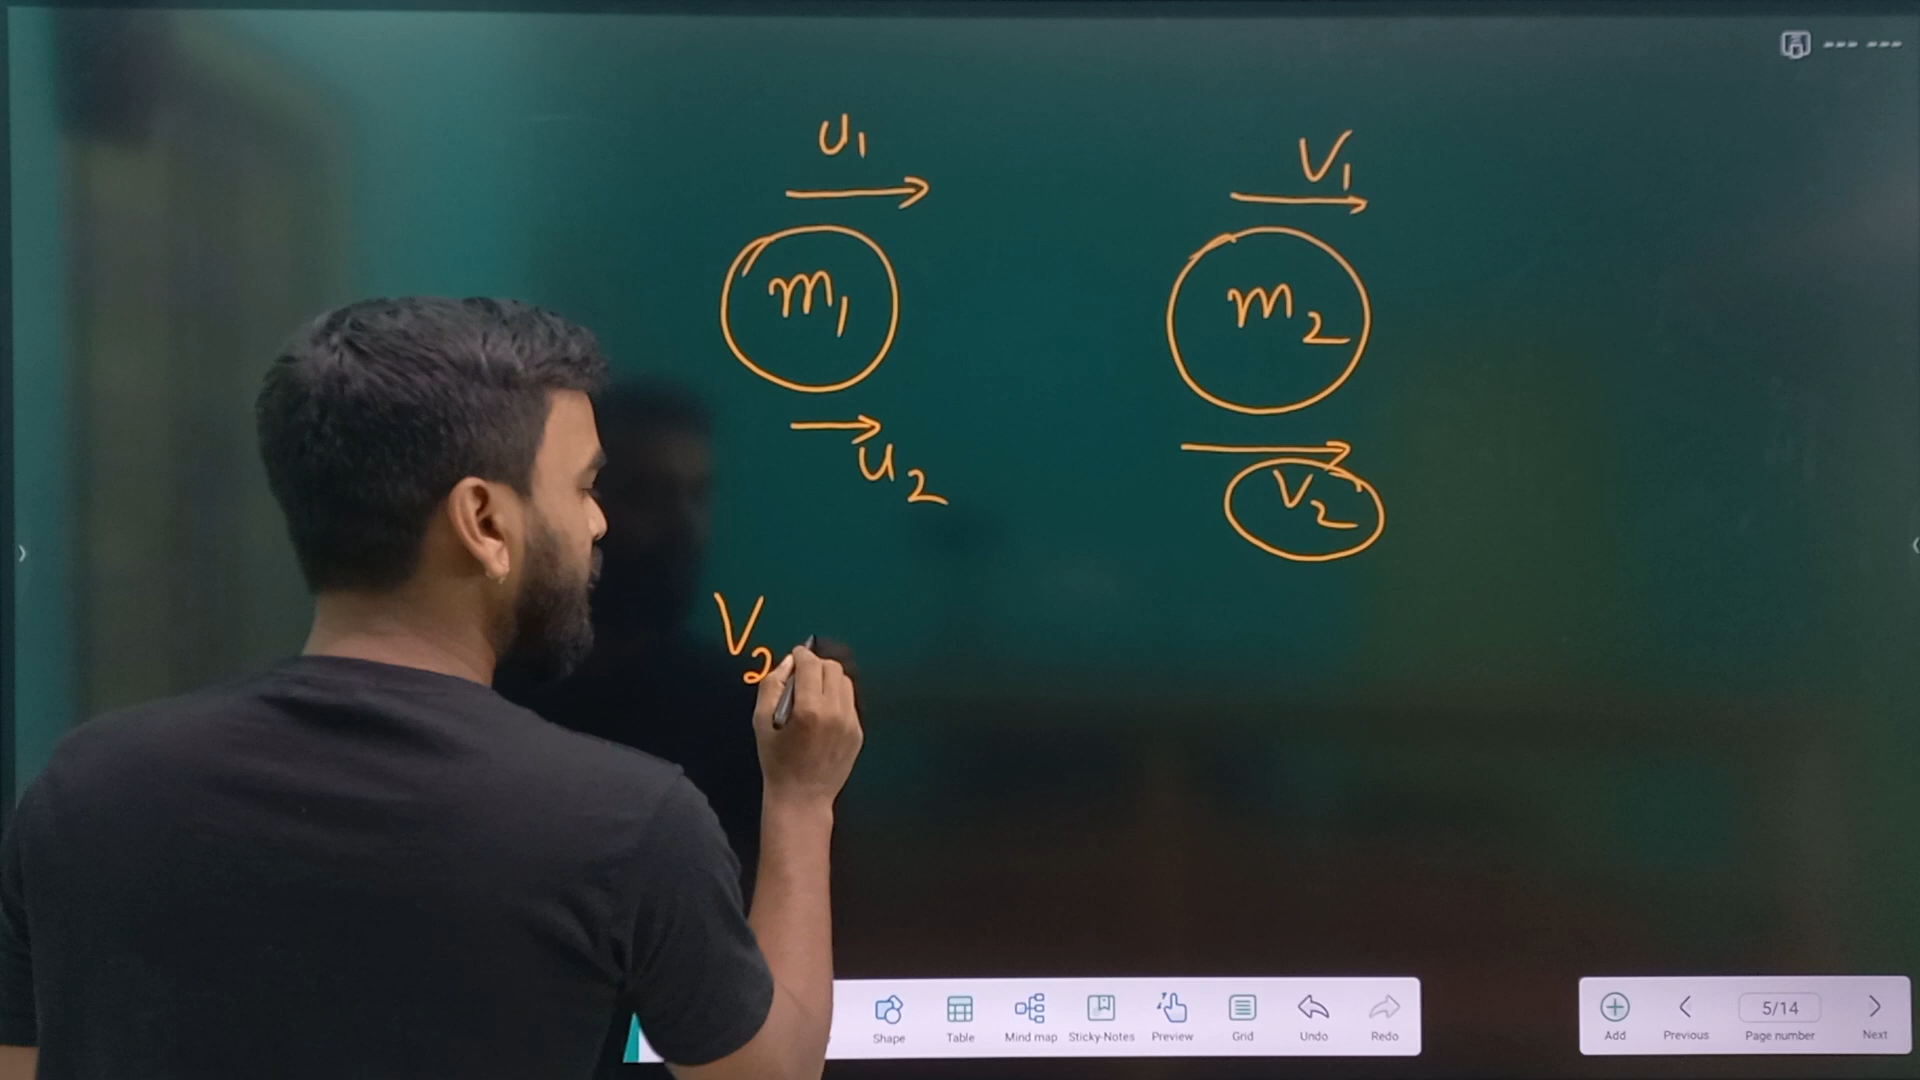 U1
V1
m1
m2
u2
V2
V2
Shape Table Mind map Sticky-Notes Preview Grid Undo Redo
Add Previous 5/14 Page number Next